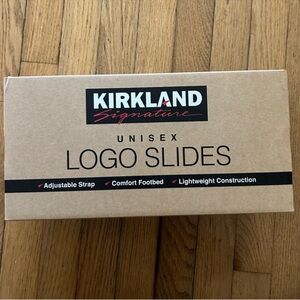 KIRKLAND
Signature
UNISEX
LOGO SLIDES
✓Adjustable Strap ✓Comfort Footbed ✓Lightweight Construction